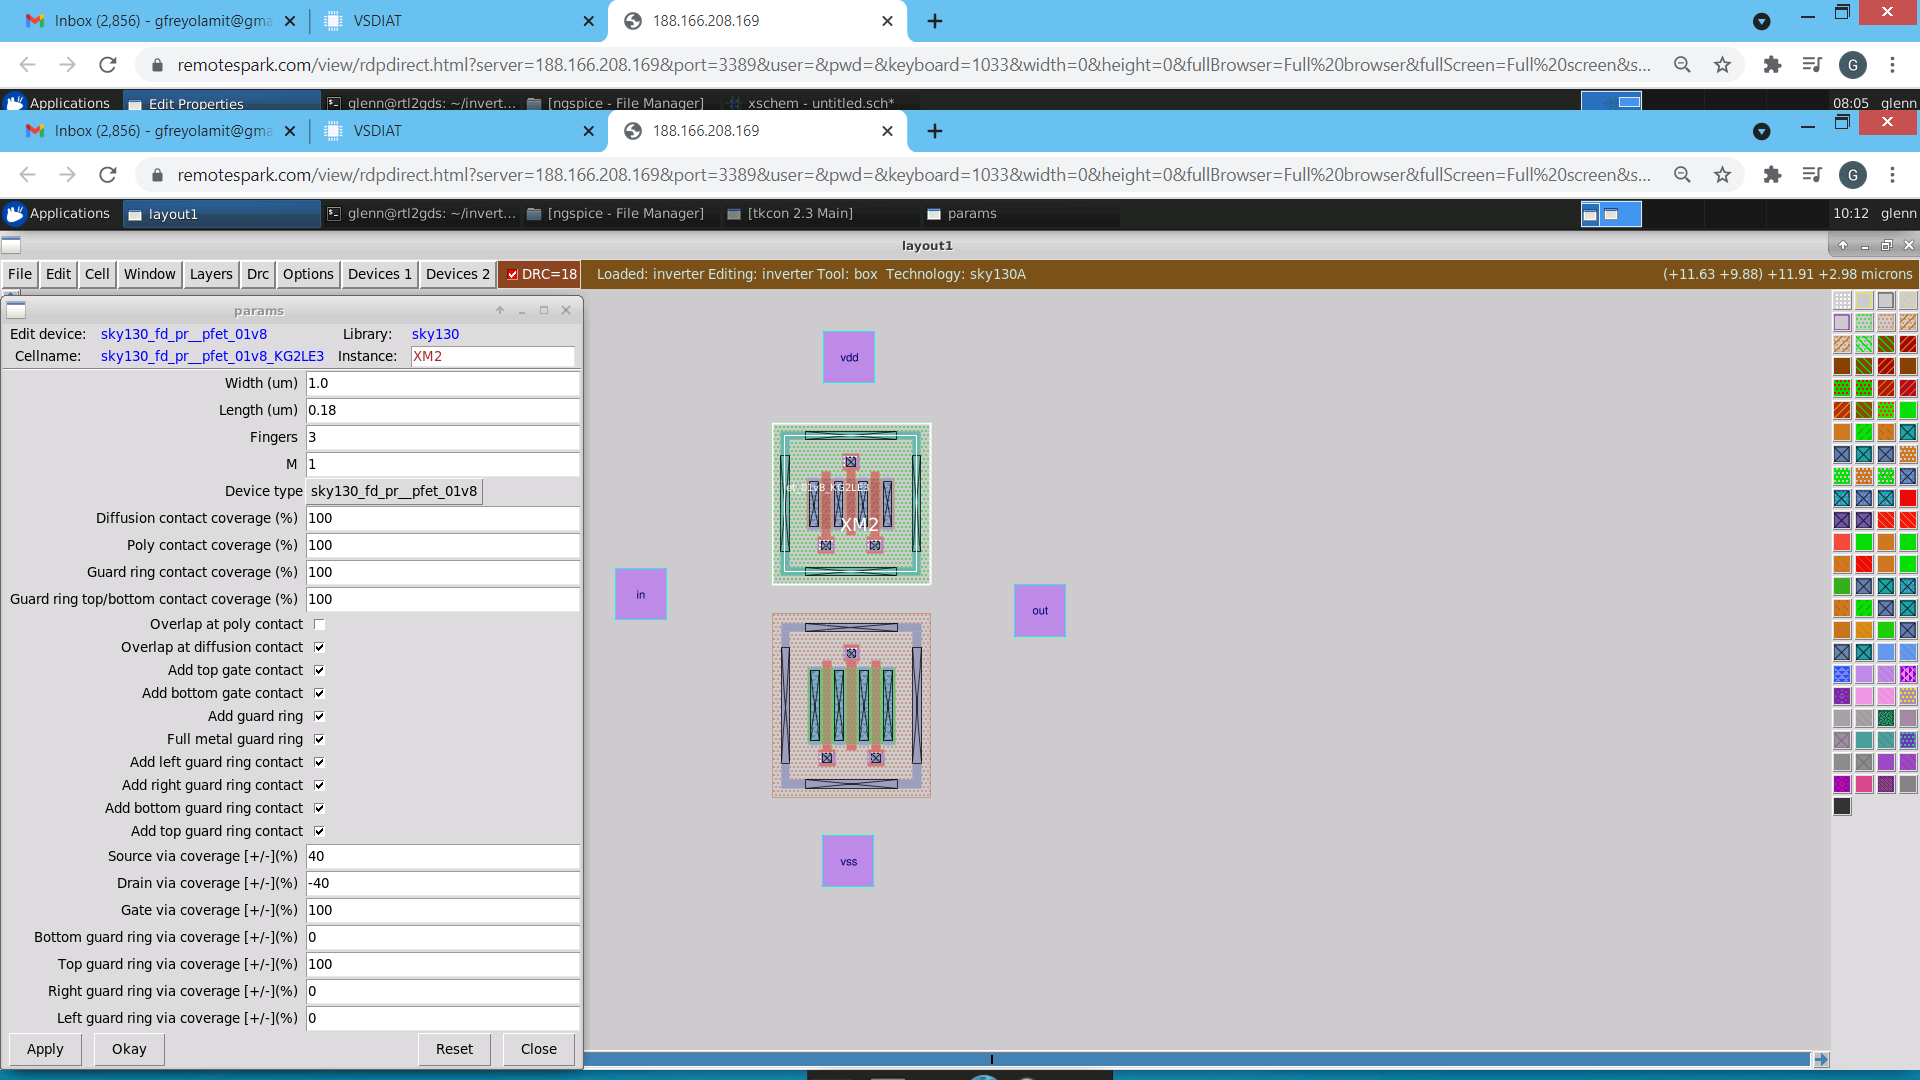 Inbox (2,856) - gfreyolamit@gma
VSDIAT
188.166.208.169
remotespark.com/view/rdpdirect.html?server=188.166.208.169&port=3389&user=&pwd=&keyboard=1033&width=0&height=0&fullBrowser=Full%20browser&fullScreen=Full%20screen&s...
G
Applications
Edit Properties
glenn@rtl2gds: ~/invert...
[ngspice - File Manager]
xschem - untitled.sch*
08:05 glenn
Inbox (2,856) - gfreyolamit@gma
VSDIAT
188.166.208.169
remotespark.com/view/rdpdirect.html?server=188.166.208.169&port=3389&user=&pwd=&keyboard=1033&width=0&height=0&fullBrowser=Full%20browser&fullScreen=Full%20screen&s...
G
Applications
layout1
glenn@rtl2gds: ~/invert...
[ngspice - File Manager]
[tkcon 2.3 Main]
params
10:12 glenn
layout1
File Edit Cell Window Layers Drc Options Devices 1 Devices 2 DRC=18 Loaded: inverter Editing: inverter Tool: box Technology: sky130A (+11.63 +9.88) +11.91 +2.98 microns
params
Edit device: sky130_fd_pr__pfet_01v8 Library: sky130
Cellname: sky130_fd_pr__pfet_01v8_KG2LE3 Instance: XM2
Width (um) 1.0
Length (um) 0.18
Fingers 3
M 1
Device type sky130_fd_pr__pfet_01v8
Diffusion contact coverage (%) 100
Poly contact coverage (%) 100
Guard ring contact coverage (%) 100
Guard ring top/bottom contact coverage (%) 100
Overlap at poly contact
Overlap at diffusion contact
Add top gate contact
Add bottom gate contact
Add guard ring
Full metal guard ring
Add left guard ring contact
Add right guard ring contact
Add bottom guard ring contact
Add top guard ring contact
Source via coverage [+/-](%) 40
Drain via coverage [+/-](%) -40
Gate via coverage [+/-](%) 100
Bottom guard ring via coverage [+/-](%) 0
Top guard ring via coverage [+/-](%) 100
Right guard ring via coverage [+/-](%) 0
Left guard ring via coverage [+/-](%) 0
Apply Okay Reset Close
vdd
XM2
in
out
vss